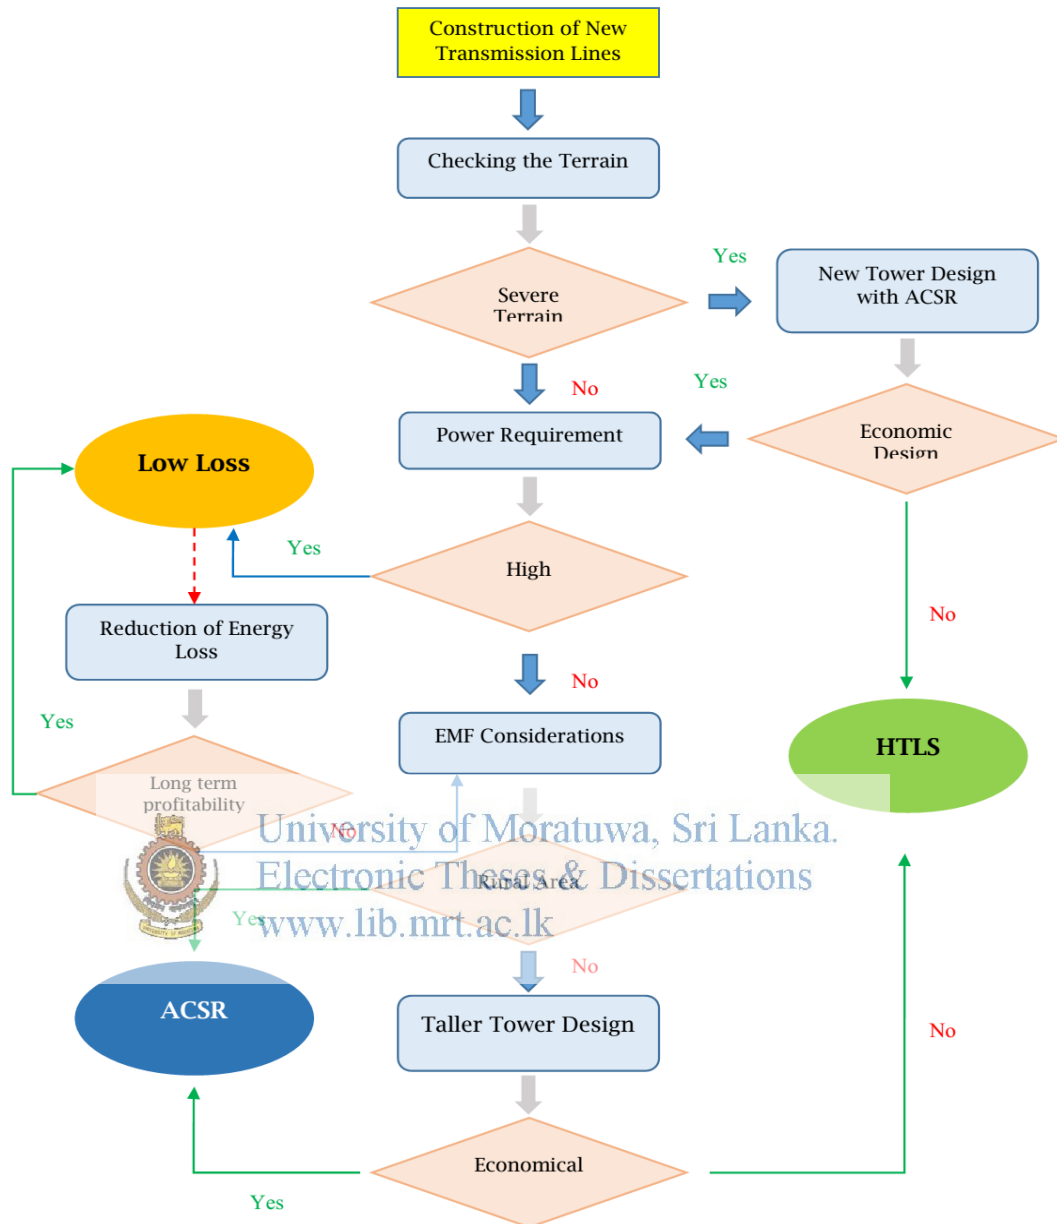 Construction of New
Transmission Lines
Checking the Terrain
Severe
Terrain
Yes
New Tower Design
with ACSR
No
Yes
Power Requirement
Economic
Design
Low Loss
Yes
High
No
Reduction of Energy
Loss
No
Yes
EMF Considerations
HTLS
Long term
profitability
No
University of Moratuwa, Sri Lanka.
Electronic Theses & Dissertations
www.lib.mrt.ac.lk
Rural Area
Yes
No
ACSR
Taller Tower Design
No
Economical
Yes